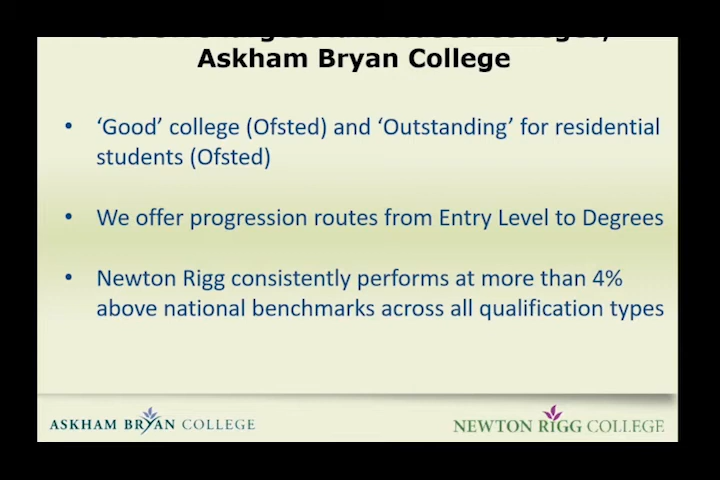 Askham Bryan College
• ‘Good’ college (Ofsted) and ‘Outstanding’ for residential
students (Ofsted)
• We offer progression routes from Entry Level to Degrees
• Newton Rigg consistently performs at more than 4%
above national benchmarks across all qualification types
ASKHAM BRYAN COLLEGE
NEWTON RIGG COLLEGE